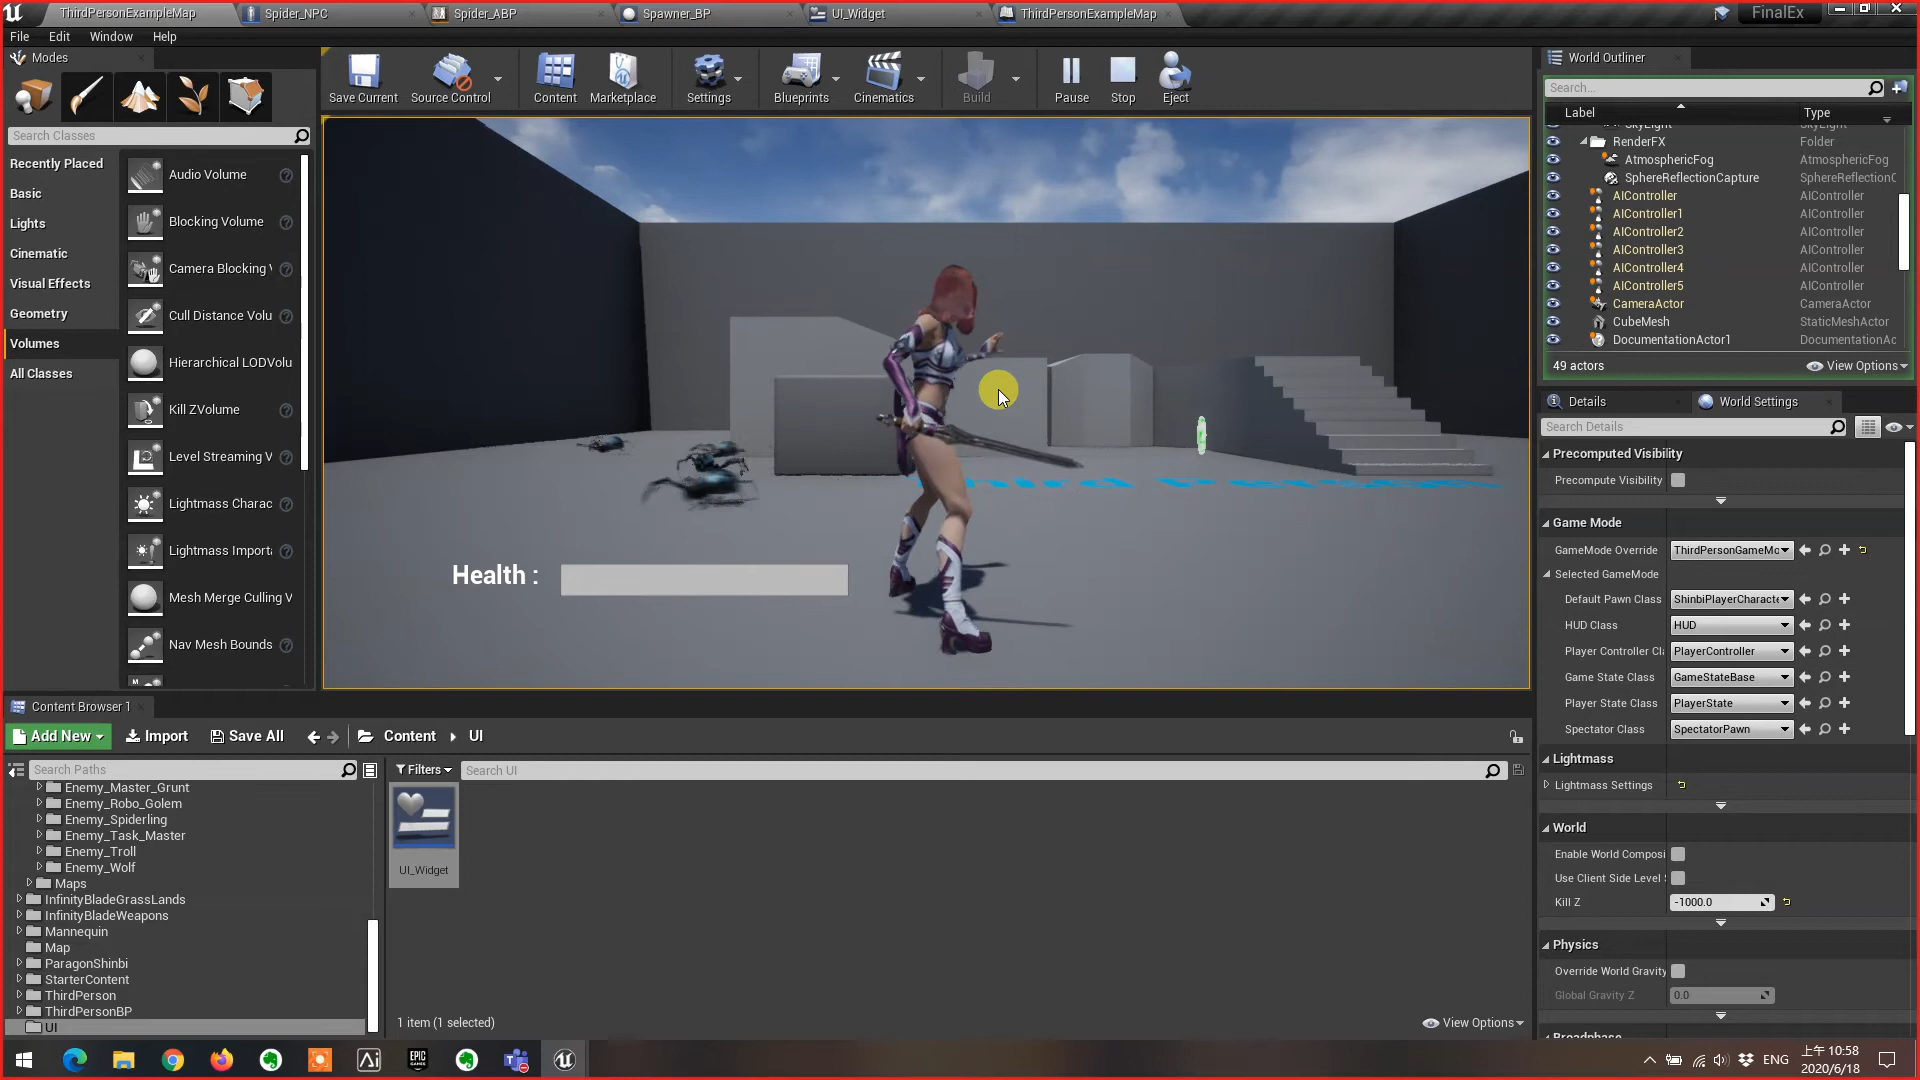 ThirdPersonExampleMap
Spider_NPC
Spider_ABP
Spawner_BP
UI_Widget
ThirdPersonExampleMap
FinalEx
File Edit Window Help
Modes
Search Classes
Recently Placed
Basic
Lights
Cinematic
Visual Effects
Geometry
Volumes
All Classes
Audio Volume
Blocking Volume
Camera Blocking V
Cull Distance Volu
Hierarchical LODVolu
Kill ZVolume
Level Streaming V
Lightmass Charac
Lightmass Importa
Mesh Merge Culling V
Nav Mesh Bounds
Save Current
Source Control
Content
Marketplace
Settings
Blueprints
Cinematics
Build
Pause
Stop
Eject
Health :
World Outliner
Search...
Label Type
SkyLight SkyLight
RenderFX Folder
AtmosphericFog AtmosphericFog
SphereReflectionCapture SphereReflectionC
AIController AIController
AIController1 AIController
AIController2 AIController
AIController3 AIController
AIController4 AIController
AIController5 AIController
CameraActor CameraActor
CubeMesh StaticMeshActor
DocumentationActor1 DocumentationAc
49 actors View Options
Details World Settings
Search Details
Precomputed Visibility
Precompute Visibility
Game Mode
GameMode Override ThirdPersonGameMo
Selected GameMode
Default Pawn Class ShinbiPlayerCharacte
HUD Class HUD
Player Controller Cl PlayerController
Game State Class GameStateBase
Player State Class PlayerState
Spectator Class SpectatorPawn
Lightmass
Lightmass Settings
World
Enable World Composi
Use Client Side Level S
Kill Z -1000.0
Physics
Override World Gravity
Global Gravity Z 0.0
Broadphase
Content Browser 1
Add New Import Save All Content UI
Search Paths
Filters Search UI
Enemy_Master_Grunt
Enemy_Robo_Golem
Enemy_Spiderling
Enemy_Task_Master
Enemy_Troll
Enemy_Wolf
Maps
InfinityBladeGrassLands
InfinityBladeWeapons
Mannequin
Map
ParagonShinbi
StarterContent
ThirdPerson
ThirdPersonBP
UI
UI_Widget
1 item (1 selected)
View Options
ENG
上午 10:58
2020/6/18